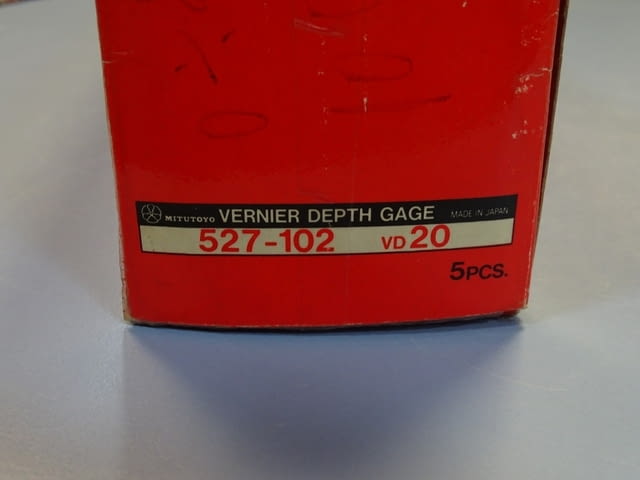 MITUTOYO VERNIER DEPTH GAGE MADE IN JAPAN
527-102 VD 20
5PCS.